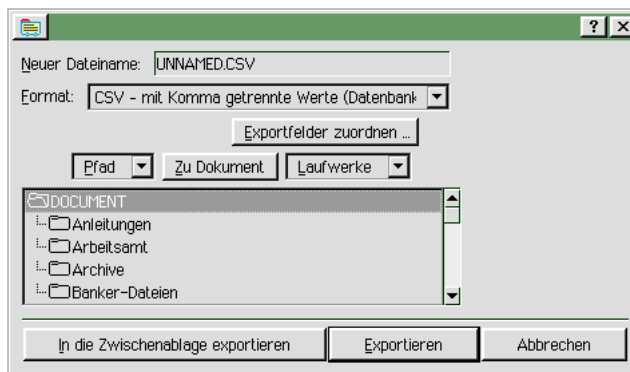 Neuer Dateiname: UNNAMED.CSV
Format: CSV - mit Komma getrennte Werte (Datenbank
Exportfelder zuordnen ...
Pfad Zu Dokument Laufwerke
DOCUMENT
Anleitungen
Arbeitsamt
Archive
Banker-Dateien
In die Zwischenablage exportieren Exportieren Abbrechen